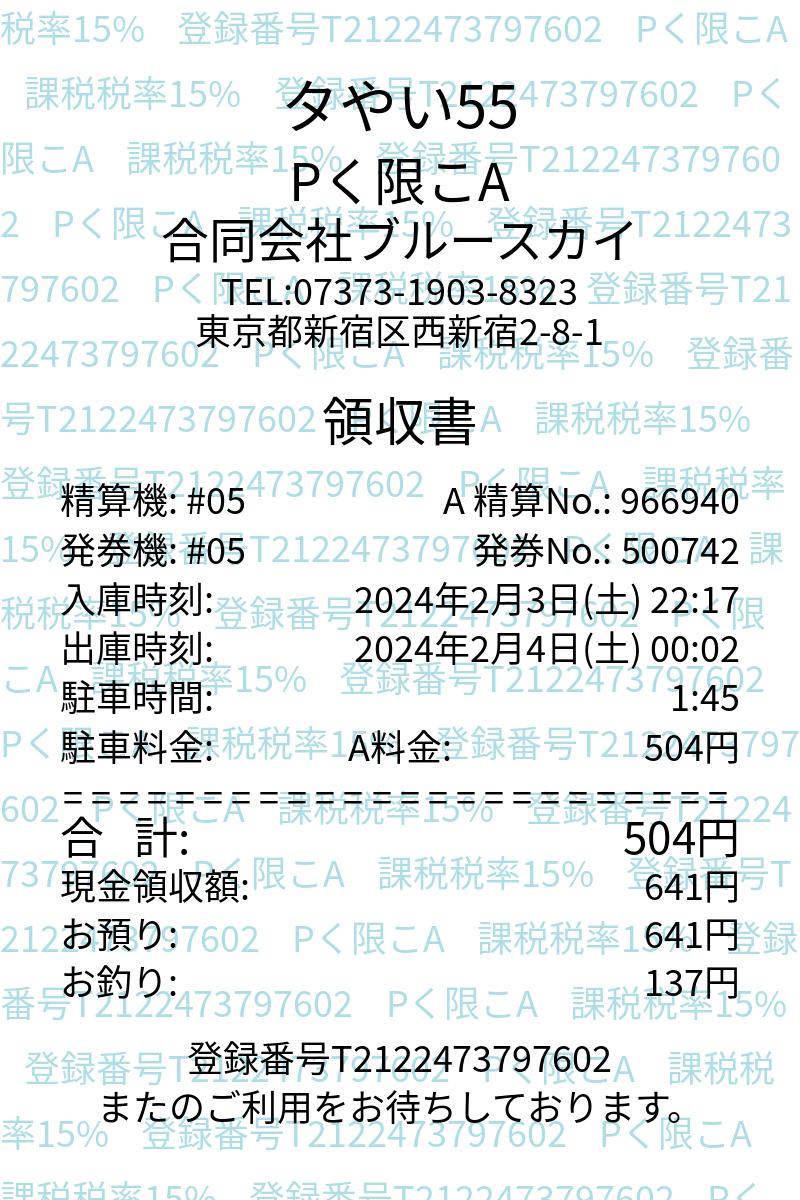 税率15% 登録番号T2122473797602 Pく限こA
課税税率15% 登録番号T2122473797602 Pく
限こA 課税税率15% 登録番号T212247379760
2 Pく限こA 課税税率15% 登録番号T2122473
797602 Pく限こA 課税税率15% 登録番号T21
22473797602 Pく限こA 課税税率15% 登録番
号T2122473797602 Pく限こA 課税税率15%
登録番号T2122473797602 Pく限こA 課税税率
15% 登録番号T2122473797602 Pく限こA 課
税税率15% 登録番号T2122473797602 Pく限
こA 課税税率15% 登録番号T2122473797602
Pく限こA 課税税率15% 登録番号T2122473797
602 Pく限こA 課税税率15% 登録番号T21224
73797602 Pく限こA 課税税率15% 登録番号T
2122473797602 Pく限こA 課税税率15% 登録
番号T2122473797602 Pく限こA 課税税率15%
登録番号T2122473797602 Pく限こA 課税税
率15% 登録番号T2122473797602 Pく限こA
課税税率15% 登録番号T2122473797602 Pく
タやい55
Pく限こA
合同会社ブルースカイ
TEL:07373-1903-8323
東京都新宿区西新宿2-8-1
領収書
精算機: #05 A 精算No.: 966940
発券機: #05 発券No.: 500742
入庫時刻: 2024年2月3日(土) 22:17
出庫時刻: 2024年2月4日(土) 00:02
駐車時間: 1:45
駐車料金: A料金: 504円
========================
合 計: 504円
現金領収額: 641円
お預り: 641円
お釣り: 137円
登録番号T2122473797602
またのご利用をお待ちしております。